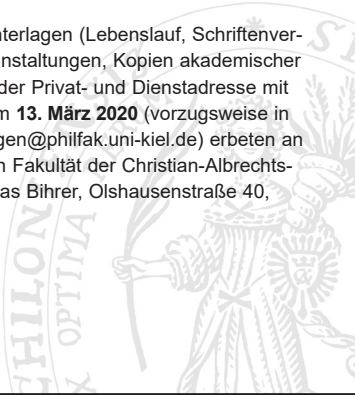 nterlagen (Lebenslauf, Schriftenver-
nstaltungen, Kopien akademischer
der Privat- und Dienstadresse mit
m 13. März 2020 (vorzugsweise in
gen@philfak.uni-kiel.de) erbeten an
n Fakultät der Christian-Albrechts-
as Bihrer, Olshausenstraße 40,
OPTIMA